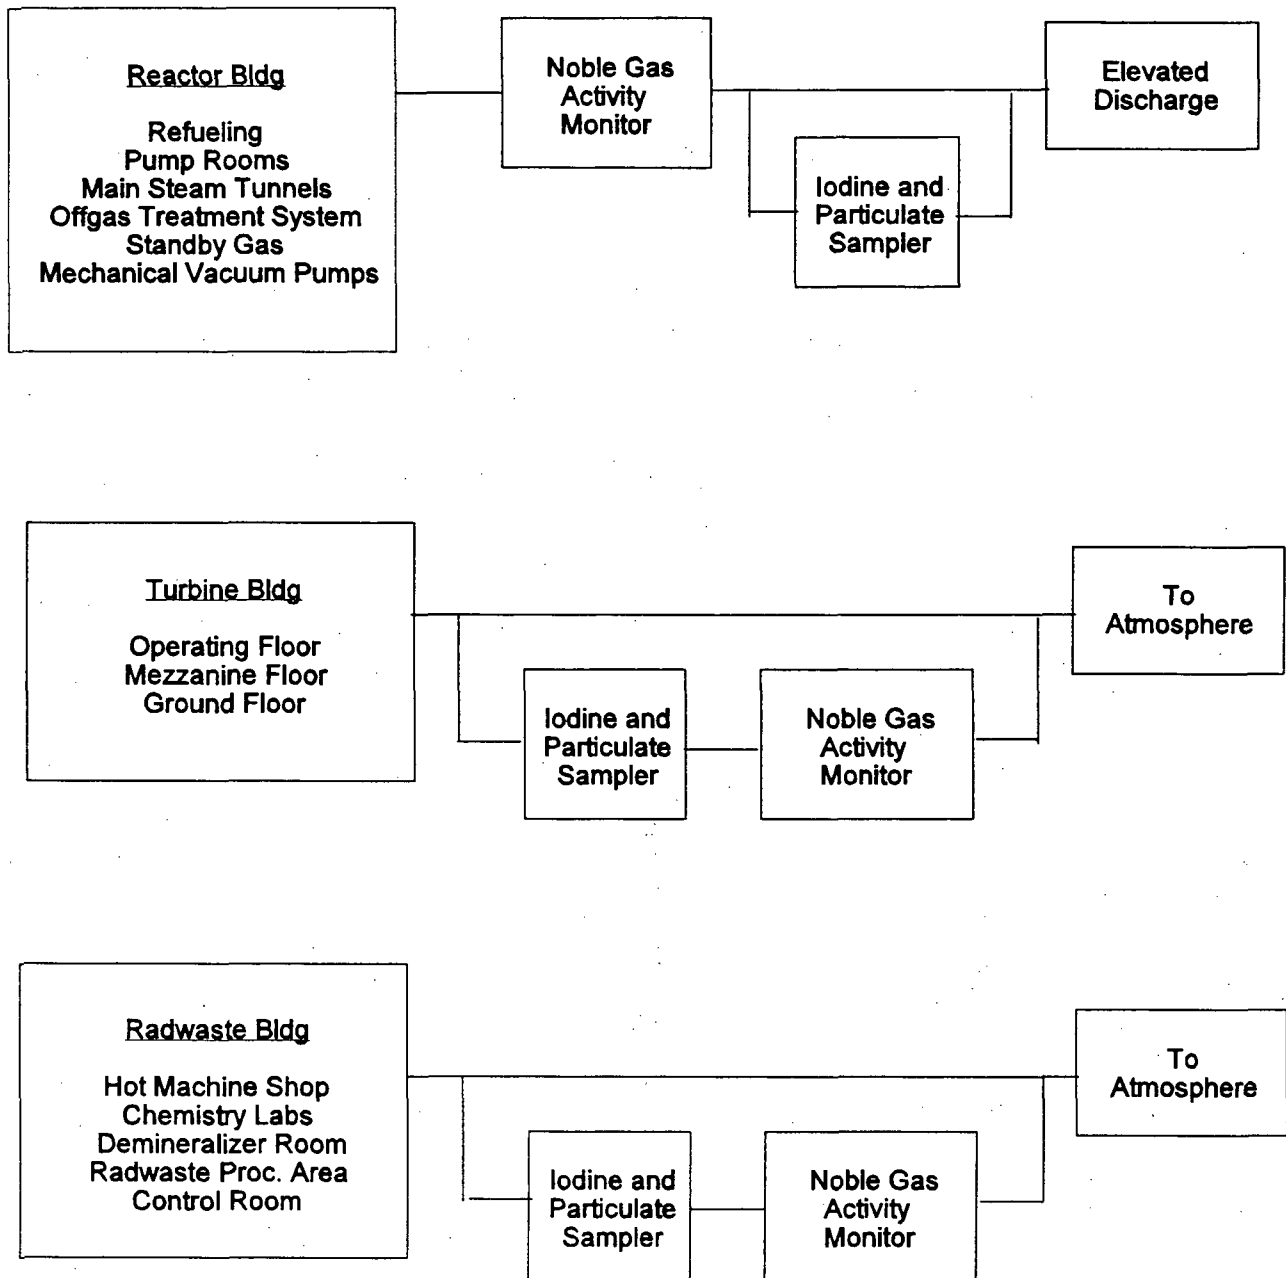 Reactor Bldg
Refueling
Pump Rooms
Main Steam Tunnels
Offgas Treatment System
Standby Gas
Mechanical Vacuum Pumps
Noble Gas
Activity
Monitor
Iodine and
Particulate
Sampler
Elevated
Discharge
Turbine Bldg
Operating Floor
Mezzanine Floor
Ground Floor
Iodine and
Particulate
Sampler
Noble Gas
Activity
Monitor
To
Atmosphere
Radwaste Bldg
Hot Machine Shop
Chemistry Labs
Demineralizer Room
Radwaste Proc. Area
Control Room
Iodine and
Particulate
Sampler
Noble Gas
Activity
Monitor
To
Atmosphere